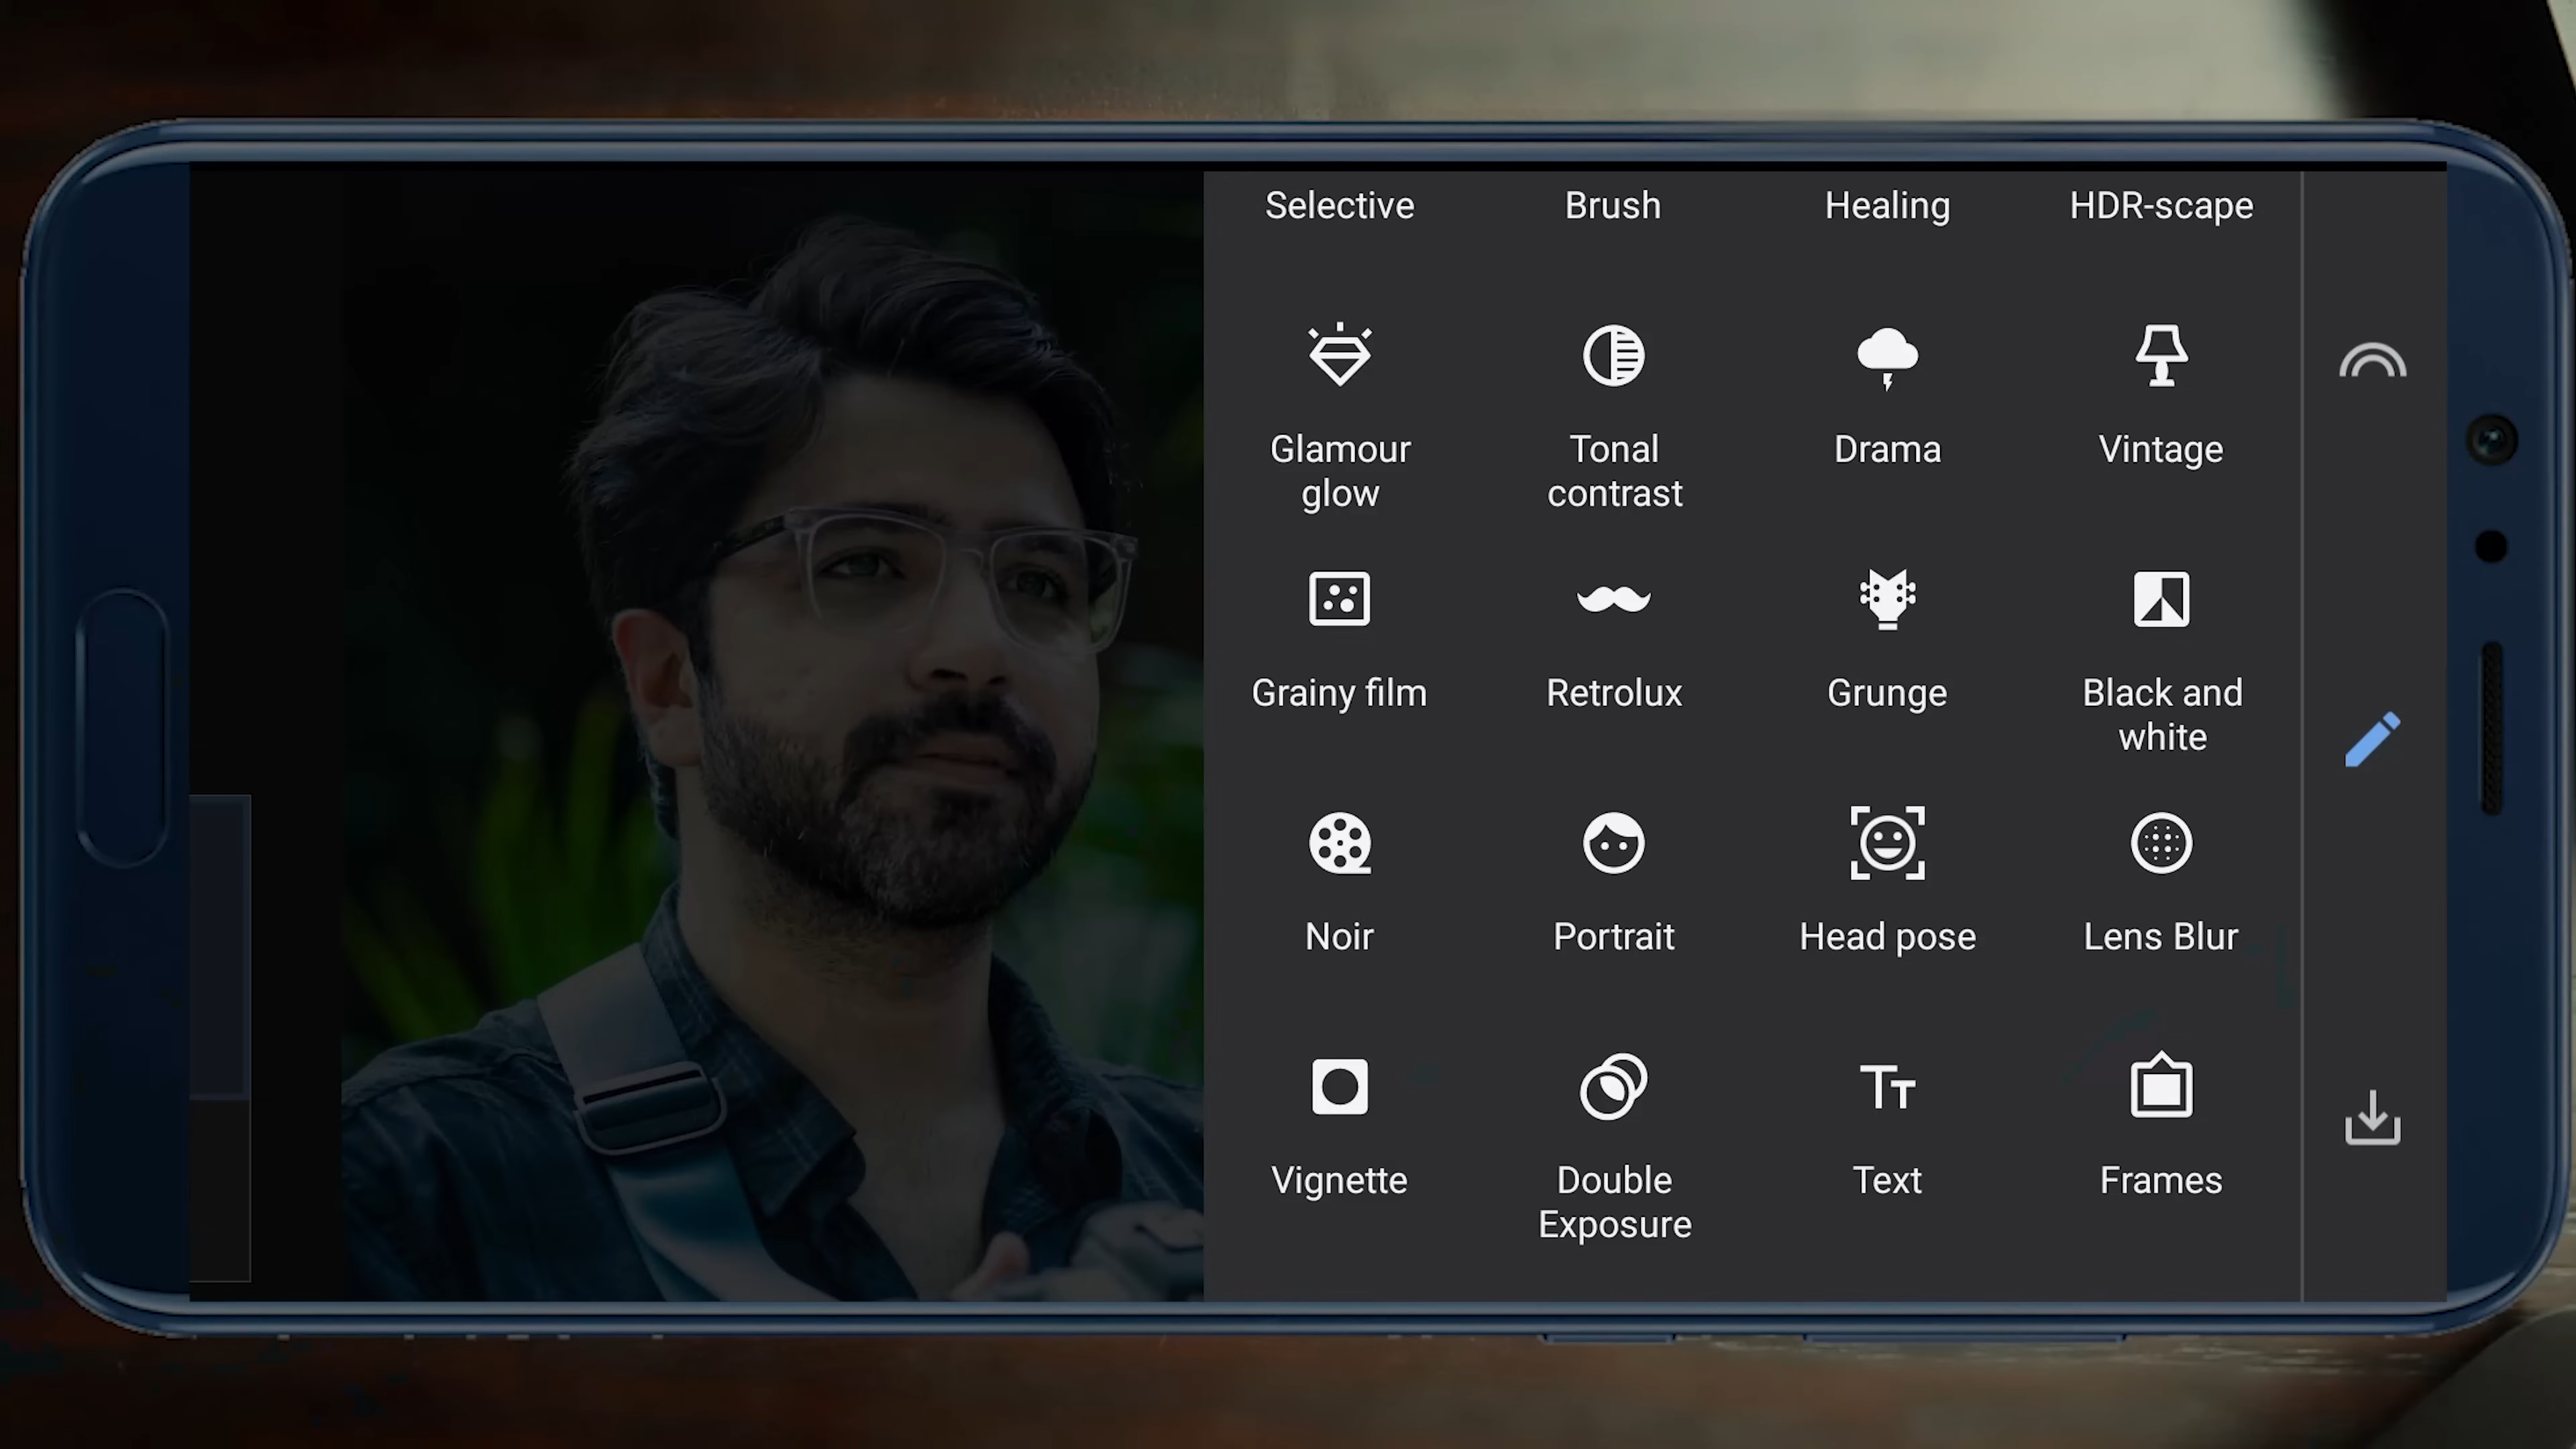 Selective Brush Healing HDR-scape
Glamour glow
Tonal contrast
Drama
Vintage
Grainy film
Retrolux
Grunge
Black and white
Noir
Portrait
Head pose
Lens Blur
Vignette
Double Exposure
Text
Frames